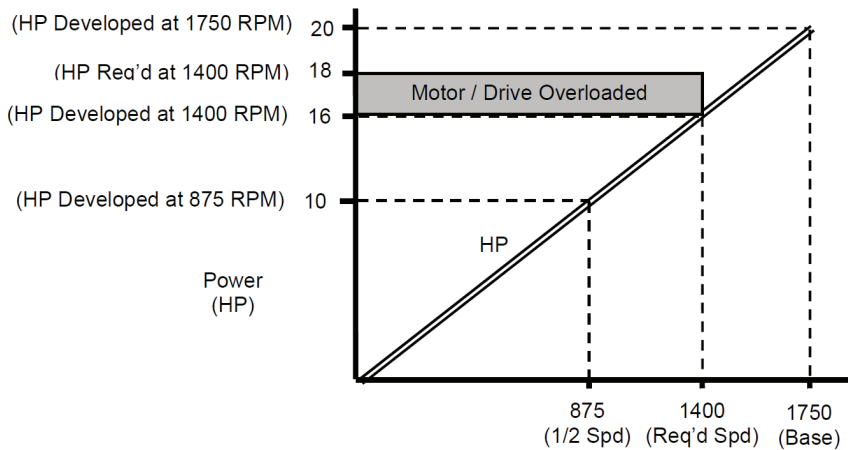 (HP Developed at 1750 RPM) 20
(HP Req'd at 1400 RPM) 18
Motor / Drive Overloaded
(HP Developed at 1400 RPM) 16
(HP Developed at 875 RPM) 10
HP
Power
(HP)
875 1400 1750
(1/2 Spd) (Req'd Spd) (Base)